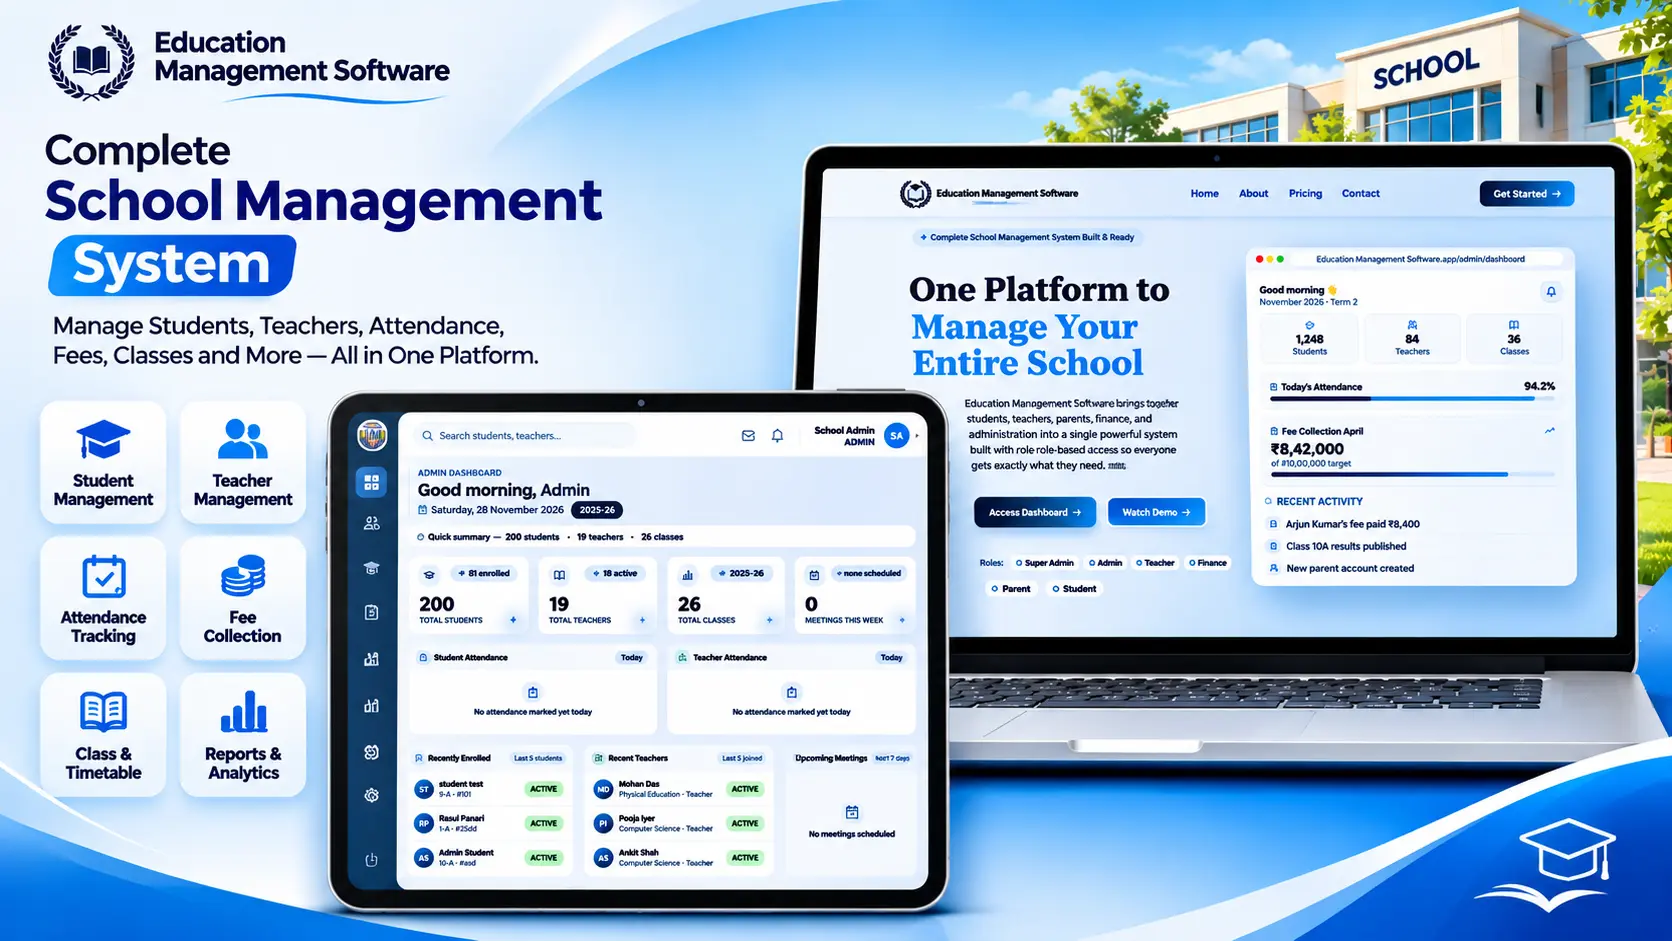 Education
Management Software
Complete
School Management
System
Manage Students, Teachers, Attendance,
Fees, Classes and More — All in One Platform.
Student
Management
Teacher
Management
Attendance
Tracking
Fee
Collection
Class &
Timetable
Reports &
Analytics
SCHOOL
Education Management Software
Home
About
Pricing
Contact
Get Started →
Complete School Management System Built & Ready
One Platform to
Manage Your
Entire School
Education Management Software brings together
students, teachers, parents, finance, and
administration into a single powerful system
built with role role-based access so everyone
gets exactly what they need.
Access Dashboard →
Watch Demo →
Roles:
Super Admin
Admin
Teacher
Finance
Parent
Student
Education Management Software.app/admin/dashboard
Good morning 👋
November 2026 · Term 2
1,248
Students
84
Teachers
36
Classes
Today's Attendance
94.2%
Fee Collection April
₹8,42,000
of #10,00,000 target
RECENT ACTIVITY
Arjun Kumar's fee paid ₹8,400
Class 10A results published
New parent account created
Search students, teachers...
School Admin
ADMIN
SA
ADMIN DASHBOARD
Good morning, Admin
Saturday, 28 November 2026
2025-26
Quick summary — 200 students · 19 teachers · 26 classes
81 enrolled
200
TOTAL STUDENTS
18 active
19
TOTAL TEACHERS
2025-26
26
TOTAL CLASSES
none scheduled
0
MEETINGS THIS WEEK
Student Attendance
Today
No attendance marked yet today
Teacher Attendance
Today
No attendance marked yet today
Recently Enrolled
Last 5 students
ST
student test
9-A · #101
ACTIVE
RP
Rasul Panari
1-A · #25dd
ACTIVE
AS
Admin Student
10-A · #asd
ACTIVE
Recent Teachers
Last 5 joined
MD
Mohan Das
Physical Education · Teacher
ACTIVE
PI
Pooja Iyer
Computer Science · Teacher
ACTIVE
AS
Ankit Shah
Computer Science · Teacher
ACTIVE
Upcoming Meetings
7 days
No meetings scheduled